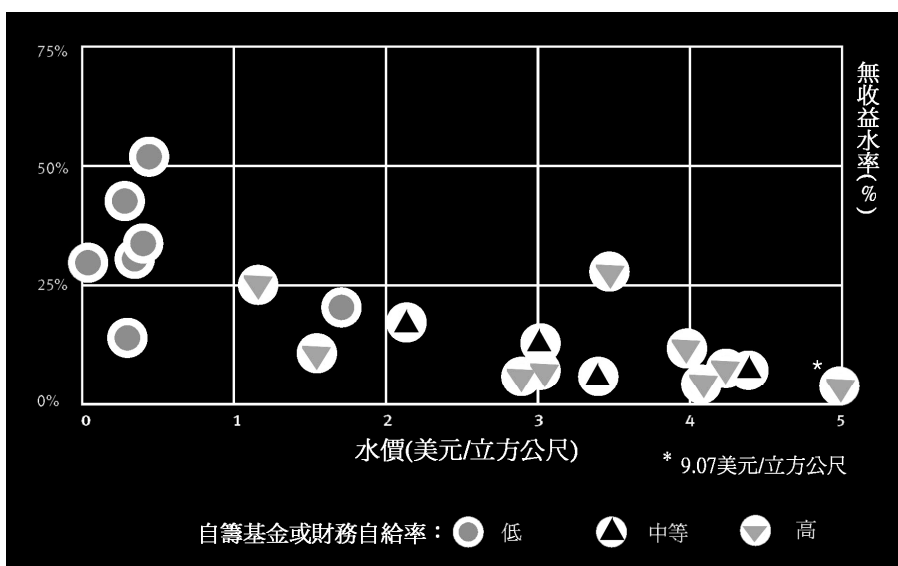 75%
50%
25%
0%
無收益水率(%)
0 1 2 3 4 5
*
水價(美元/立方公尺)
* 9.07美元/立方公尺
自籌基金或財務自給率： 低 中等 高